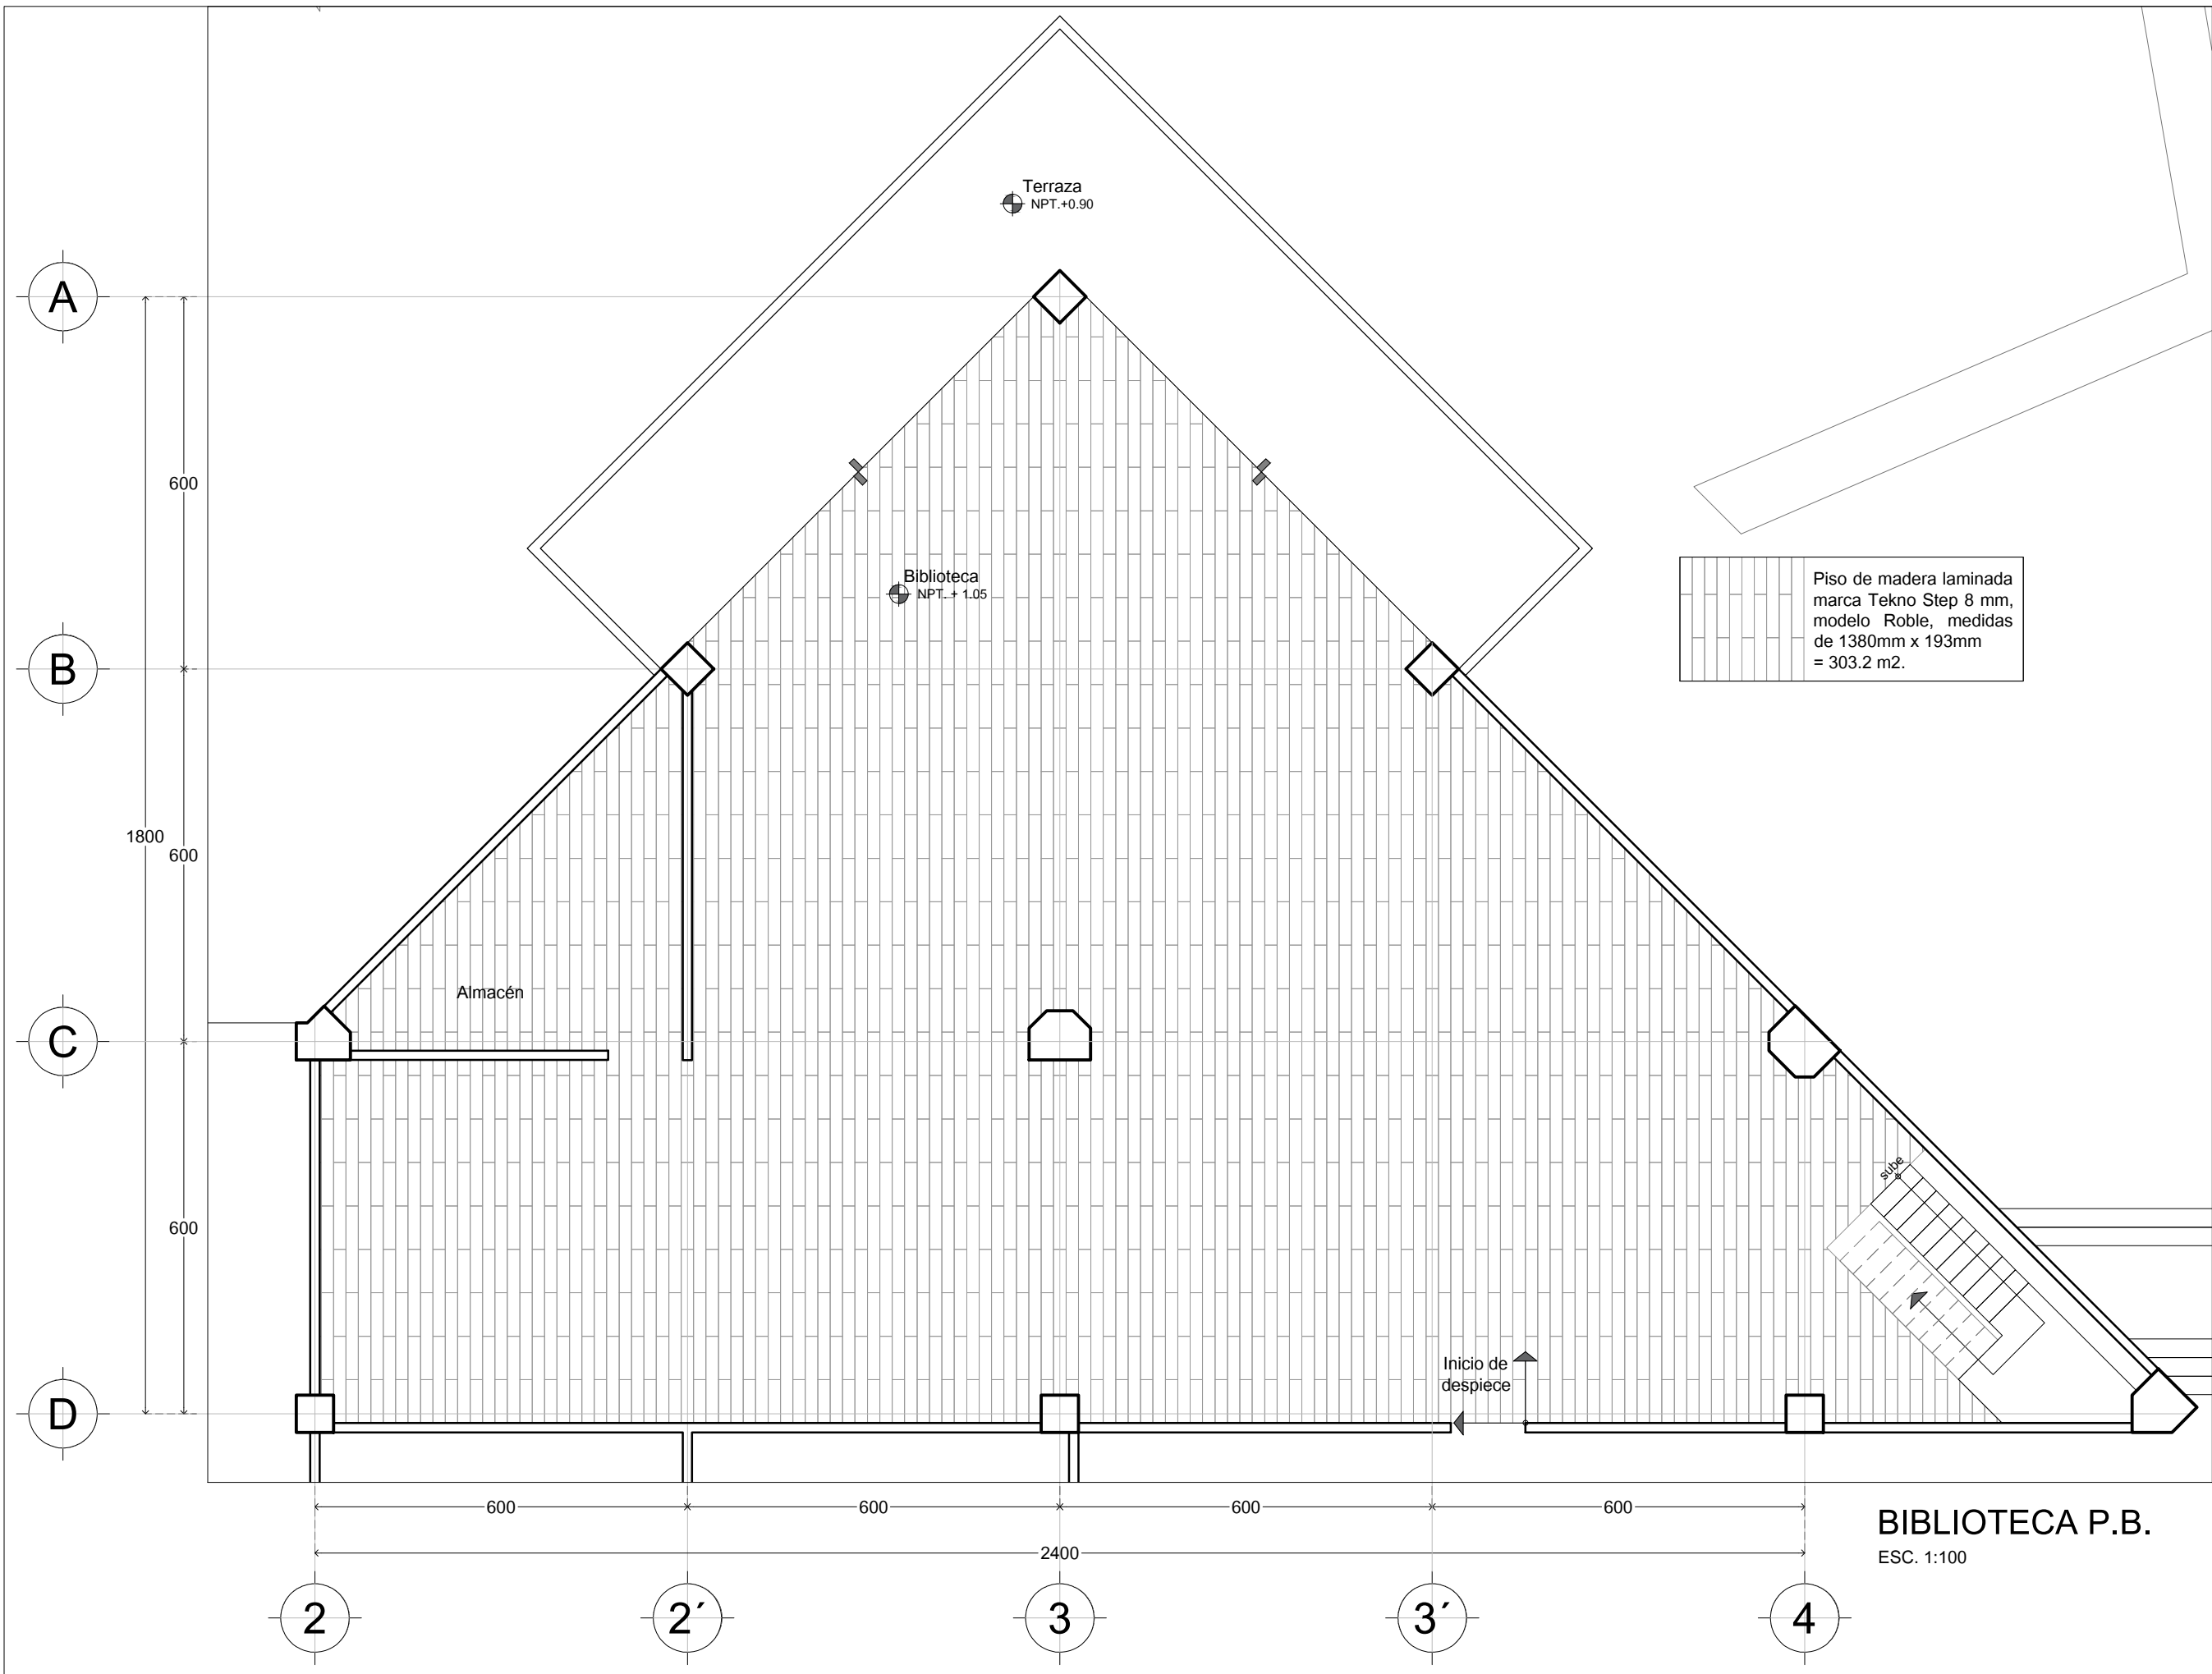 Terraza
NPT.+0.90
A
600
Biblioteca
NPT. + 1.05
Piso de madera laminada
marca Tekno Step 8 mm,
modelo Roble, medidas
de 1380mm x 193mm
= 303.2 m2.
B
1800
600
Almacén
C
sube
600
Inicio de
despiece
D
600
600
600
600
2400
BIBLIOTECA P.B.
ESC. 1:100
2
2´
3
3´
4